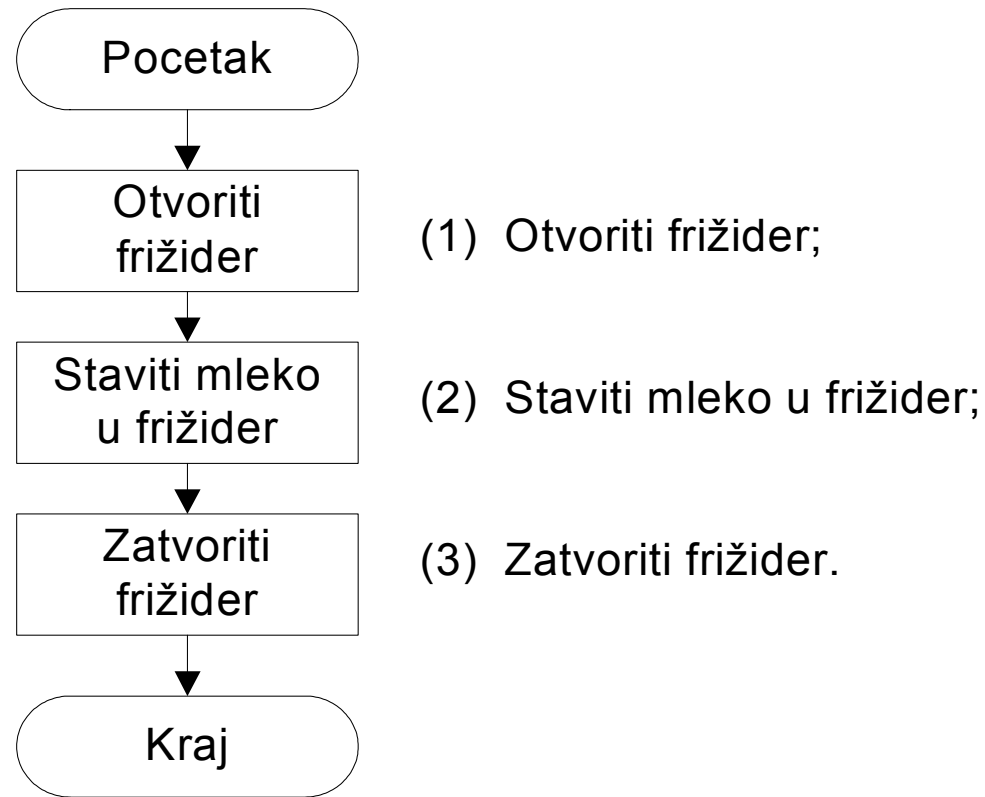 Pocetak
Otvoriti
frižider
(1) Otvoriti frižider;
Staviti mleko
u frižider
(2) Staviti mleko u frižider;
Zatvoriti
frižider
(3) Zatvoriti frižider.
Kraj